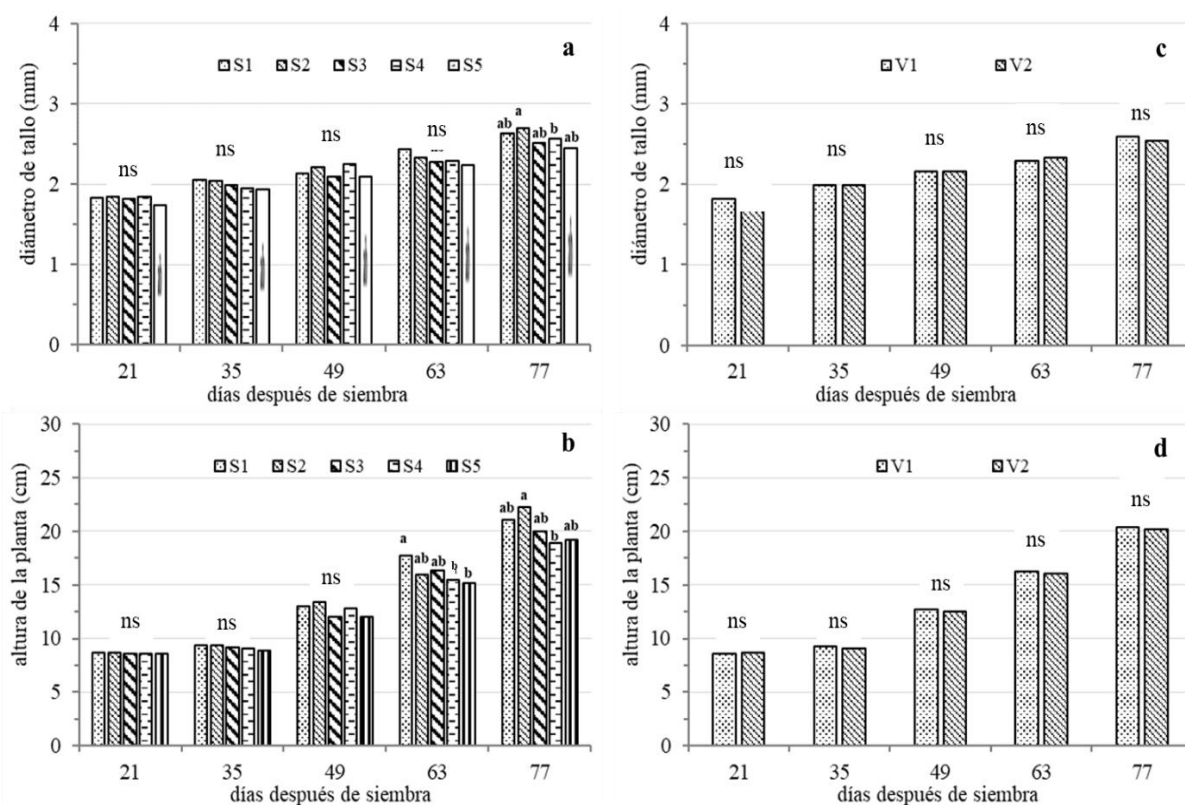 a
S1 S2 S3 S4 S5
diámetro de tallo (mm)
4
3
2
1
0
ns
ns
ns
ns
ab a ab b ab
21 35 49 63 77
días después de siembra
c
V1 V2
diámetro de tallo (mm)
4
3
2
1
0
ns
ns
ns
ns
ns
21 35 49 63 77
días después de siembra
b
S1 S2 S3 S4 S5
altura de la planta (cm)
30
25
20
15
10
5
0
ns
ns
ns
a ab ab b b
ab a ab b ab
21 35 49 63 77
días después de siembra
d
V1 V2
altura de la planta (cm)
30
25
20
15
10
5
0
ns
ns
ns
ns
ns
21 35 49 63 77
días después de siembra